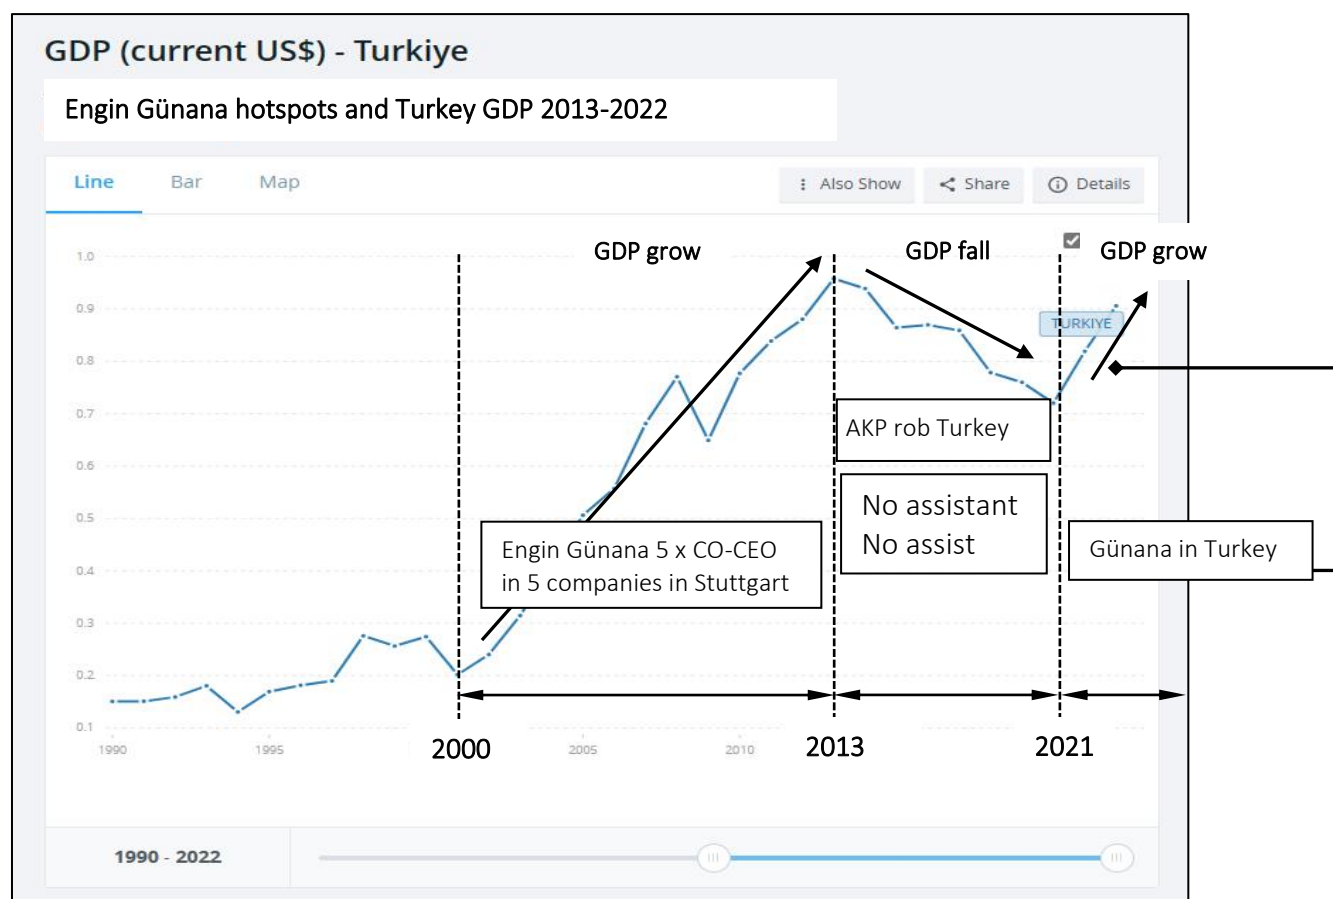 GDP (current US$) - Turkiye
Engin Günana hotspots and Turkey GDP 2013-2022
Line Bar Map Also Show Share Details
GDP grow GDP fall GDP grow
1.0
0.9
TURKIYE
0.8
0.7
AKP rob Turkey
0.6
No assistant
0.5
No assist
Engin Günana 5 x CO-CEO
Günana in Turkey
0.4
in 5 companies in Stuttgart
0.3
0.2
0.1
1990 1995 2000 2005 2010 2013 2021
1990 - 2022